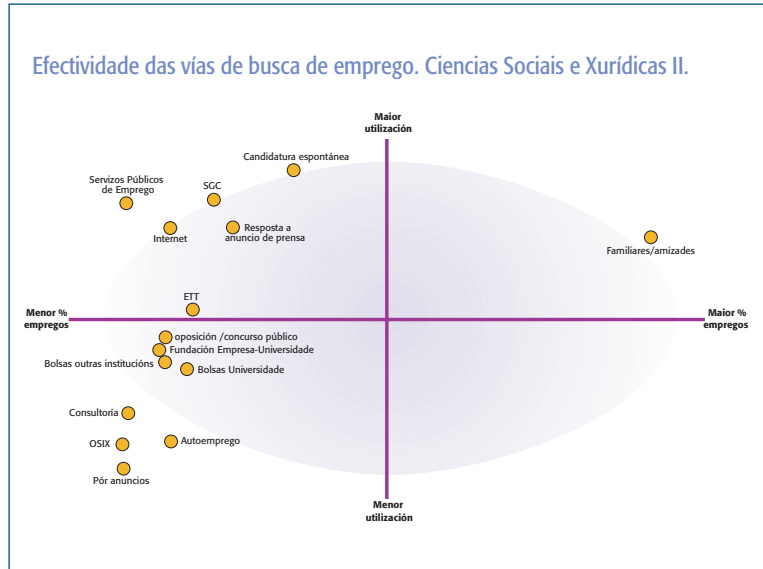 Efectividade das vías de busca de emprego. Ciencias Sociais e Xurídicas II.
Maior
utilización
Candidatura espontánea
Servizos Públicos
de Emprego
SGC
Internet
Resposta a
anuncio de prensa
Familiares/amizades
ETT
Menor %
empregos
Maior %
empregos
oposición /concurso público
Fundación Empresa-Universidade
Bolsas outras institucións
Bolsas Universidade
Consultoría
OSIX
Autoemprego
Pór anuncios
Menor
utilización